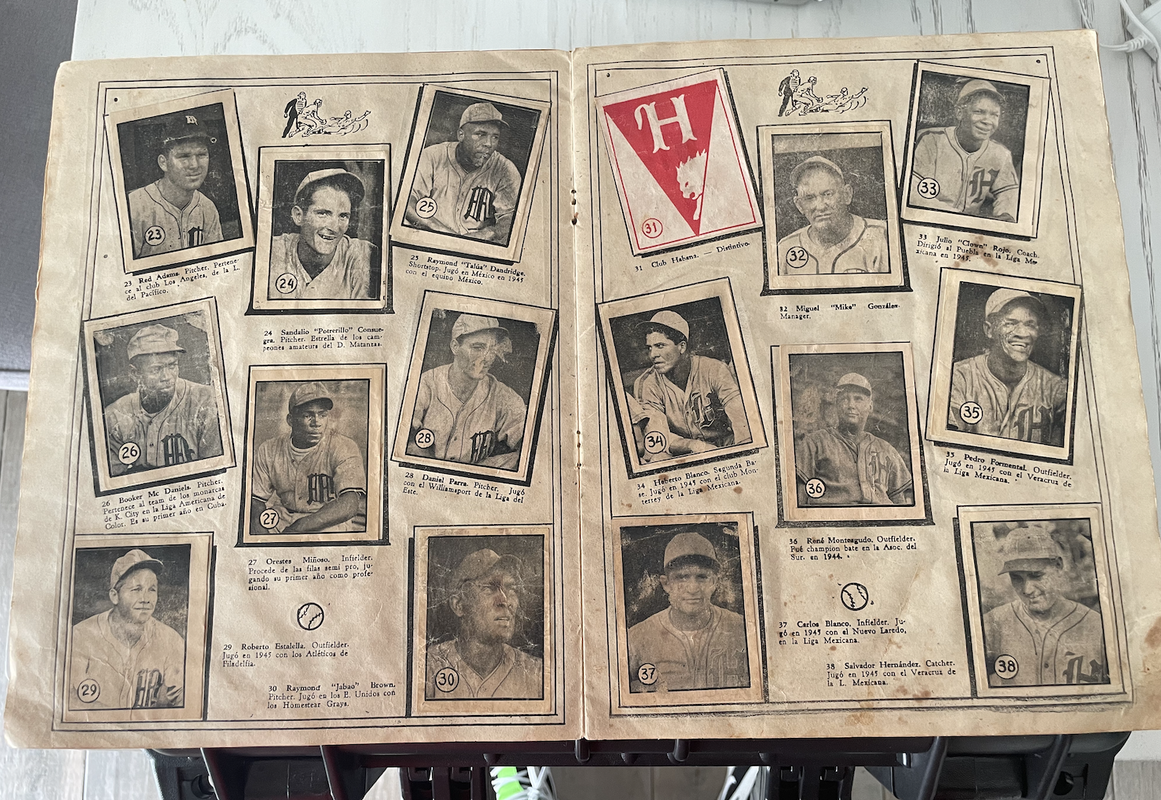 23
23 Red Adams. Pitcher. Pertene-
ce al club Los Angeles, de la L.
del Pacífico.
24
24 Sandalio "Potrerillo" Consue-
gra. Pitcher. Estrella de los cam-
peones amateurs del D. Matanzas.
M
25
25 Raymond "Talúa" Dandridge.
Shortstop. Jugó en México en 1945
con el equipo México.
M
26
26 Booker Mc Daniels. Pitcher.
Pertenece al team de los monarcas
de K. City en la Liga Americana de
Color. Es su primer año en Cuba.
M
27
27 Orestes Miñoso. Infielder.
Procede de las filas semi pro, ju-
gando su primer año como profe-
sional.
M
28
28 Daniel Parra. Pitcher. Jugó
con el Williamsport de la Liga del
Este.
M
29
29 Roberto Estalella. Outfielder.
Jugó en 1945 con los Atléticos de
Filadelfia.
30
30 Raymond "Jabao" Brown.
Pitcher. Jugó en los E. Unidos con
los Homestear Grays.
H
31
31 Club Habana. — Distintivo.
32
32 Miguel "Mike" González.
Manager.
H
33
33 Julio "Clown" Rojo. Coach.
Dirigió al Puebla en la Liga Me-
xicana en 1945.
H
34
34 Heberto Blanco. Segunda Ba-
se. Jugó en 1945 con el club Mon-
terrey de la Liga Mexicana.
H
35
35 Pedro Formental. Outfielder.
Jugó en 1945 con el Veracruz de
la Liga Mexicana.
36
36 René Monteagudo. Outfielder.
Fué champion bate en la Asoc. del
Sur. en 1944.
37
37 Carlos Blanco. Infielder. Ju-
gó en 1945 con el Nuevo Laredo,
en la Liga Mexicana.
H
38
38 Salvador Hernández. Catcher.
Jugó en 1945 con el Veracruz de
la L. Mexicana.